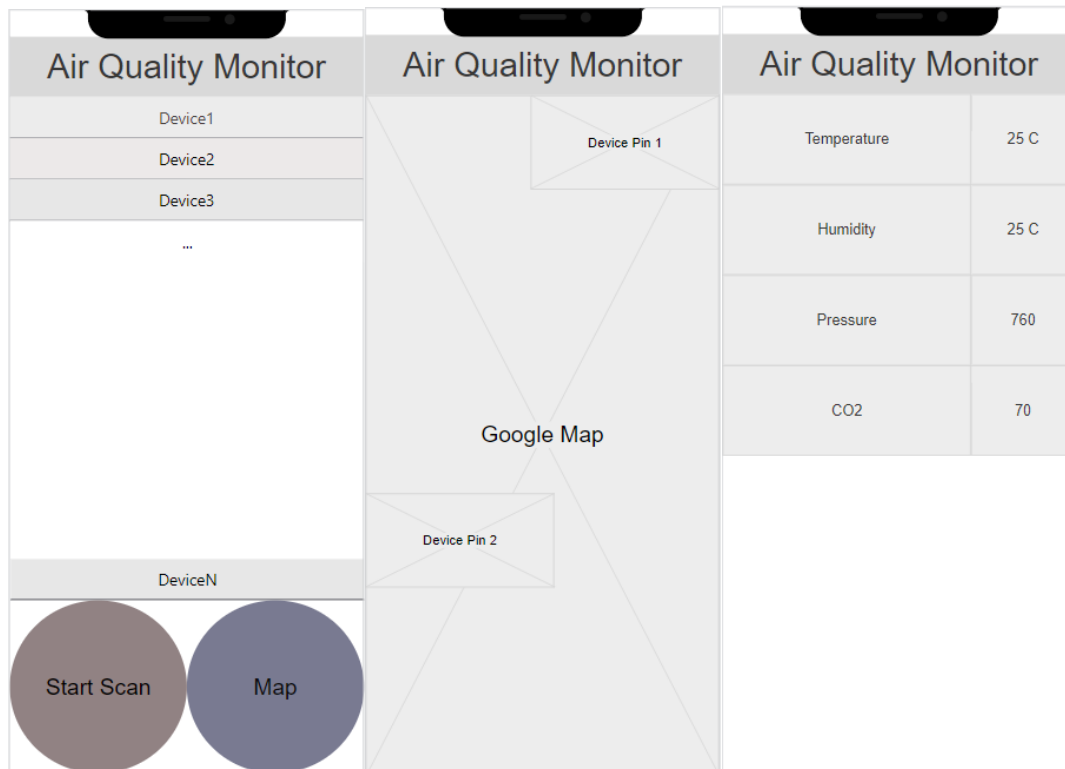 Air Quality Monitor
Device1
Device2
Device3
...
DeviceN
Start Scan
Map
Air Quality Monitor
Device Pin 1
Google Map
Device Pin 2
Air Quality Monitor
Temperature 25 C
Humidity 25 C
Pressure 760
CO2 70